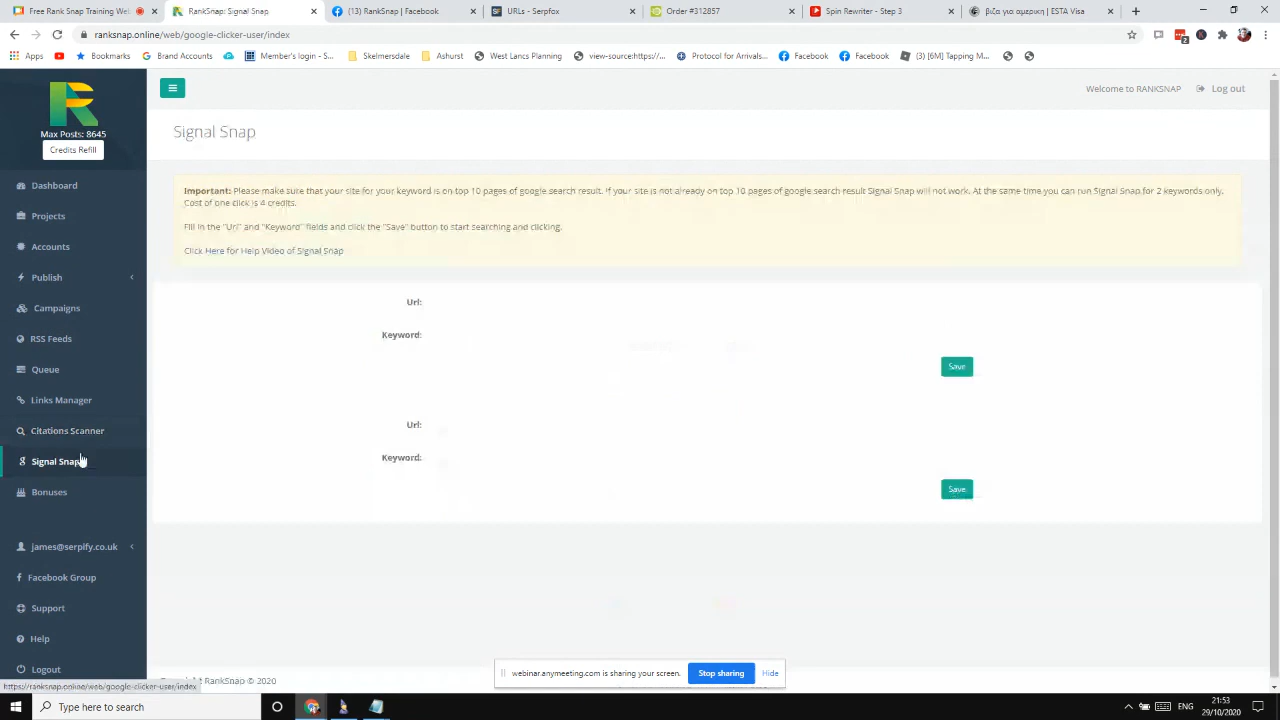 Free Rank Snap Training Web
RankSnap: Signal Snap
(13) RankSnap | Facebook
URLs - Serpfox
Order #312857
Spin Rewriter - Step 3
βιζα για αμερικη | ESTA Visa
ranksnap.online/web/google-clicker-user/index
Apps
Bookmarks
Brand Accounts
Member's login - S...
Skelmersdale
Ashurst
West Lancs Planning
view-sourcehttps://...
Protocol for Arrivals...
Facebook
Facebook
(3) [6M] Tapping M...
Max Posts: 8645
Credits Refill
Dashboard
Projects
Accounts
Publish
Campaigns
RSS Feeds
Queue
Links Manager
Citations Scanner
Signal Snap
Bonuses
james@serpify.co.uk
Facebook Group
Support
Help
Logout
Welcome to RANKSNAP
Log out
Signal Snap
Important: Please make sure that your site for your keyword is on top 10 pages of google search result. If your site is not already on top 10 pages of google search result Signal Snap will not work. At the same time you can run Signal Snap for 2 keywords only.
Cost of one click is 4 credits.
Fill in the "Url" and "Keyword" fields and click the "Save" button to start searching and clicking.
Click Here for Help Video of Signal Snap
Url:
Keyword:
Save
Url:
Keyword:
Save
webinar.anymeeting.com is sharing your screen.
Stop sharing
Hide
RankSnap © 2020
https://ranksnap.online/web/google-clicker-user/index
Type here to search
ENG
21:53
29/10/2020